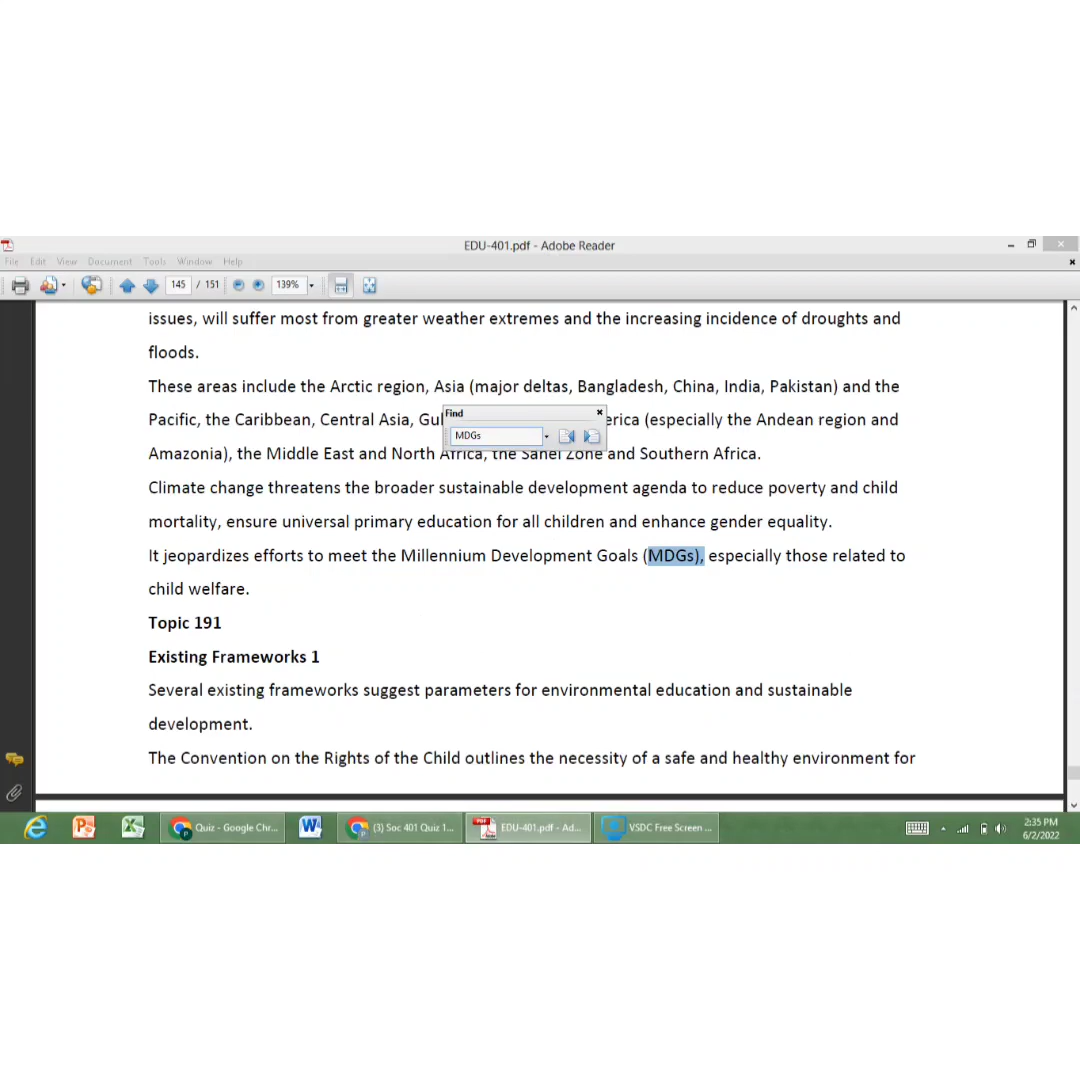 EDU-401.pdf - Adobe Reader
File Edit View Document Tools Window Help
145 / 151 139%
issues, will suffer most from greater weather extremes and the increasing incidence of droughts and
floods.
These areas include the Arctic region, Asia (major deltas, Bangladesh, China, India, Pakistan) and the
Find
Pacific, the Caribbean, Central Asia, Gul erica (especially the Andean region and
MDGs
Amazonia), the Middle East and North Africa, the Sahel Zone and Southern Africa.
Climate change threatens the broader sustainable development agenda to reduce poverty and child
mortality, ensure universal primary education for all children and enhance gender equality.
It jeopardizes efforts to meet the Millennium Development Goals (MDGs), especially those related to
child welfare.
Topic 191
Existing Frameworks 1
Several existing frameworks suggest parameters for environmental education and sustainable
development.
The Convention on the Rights of the Child outlines the necessity of a safe and healthy environment for
Quiz - Google Chr... (3) Soc 401 Quiz 1... EDU-401.pdf - Ad... VSDC Free Screen ... 2:35 PM
6/2/2022